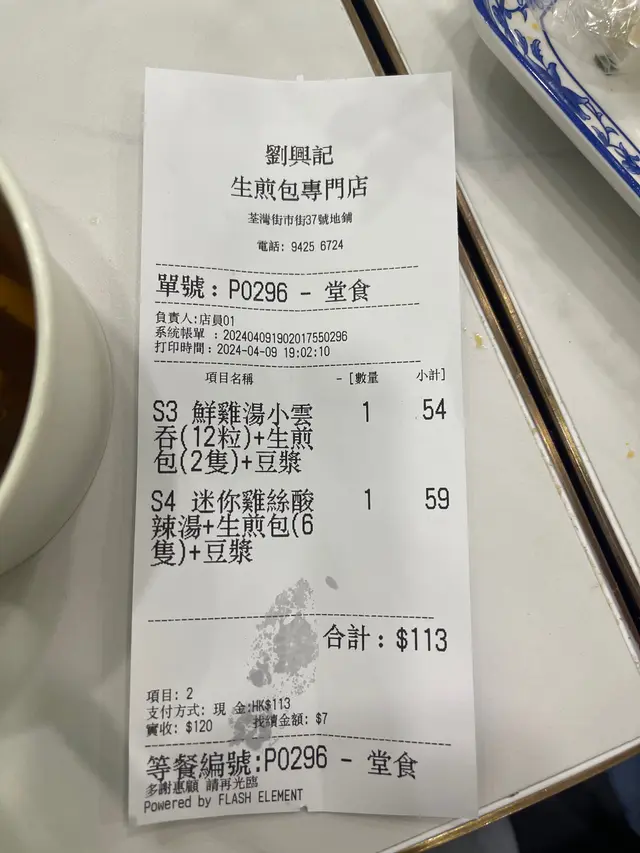 劉興記
生煎包專門店
荃灣街市街37號地鋪
電話: 9425 6724
單號: P0296 - 堂食
負責人:店員01
系統帳單 : 202404091902017550296
打印時間 : 2024-04-09 19:02:10
項目名稱 - [數量 小計]
S3 鮮雞湯小雲 1 54
吞(12粒)+生煎
包(2隻)+豆漿
S4 迷你雞絲酸 1 59
辣湯+生煎包(6
隻)+豆漿
合計: $113
項目: 2
支付方式: 現 金:HK$113
實收: $120 找續金額: $7
等餐編號:P0296 - 堂食
多謝惠顧 請再光臨
Powered by FLASH ELEMENT